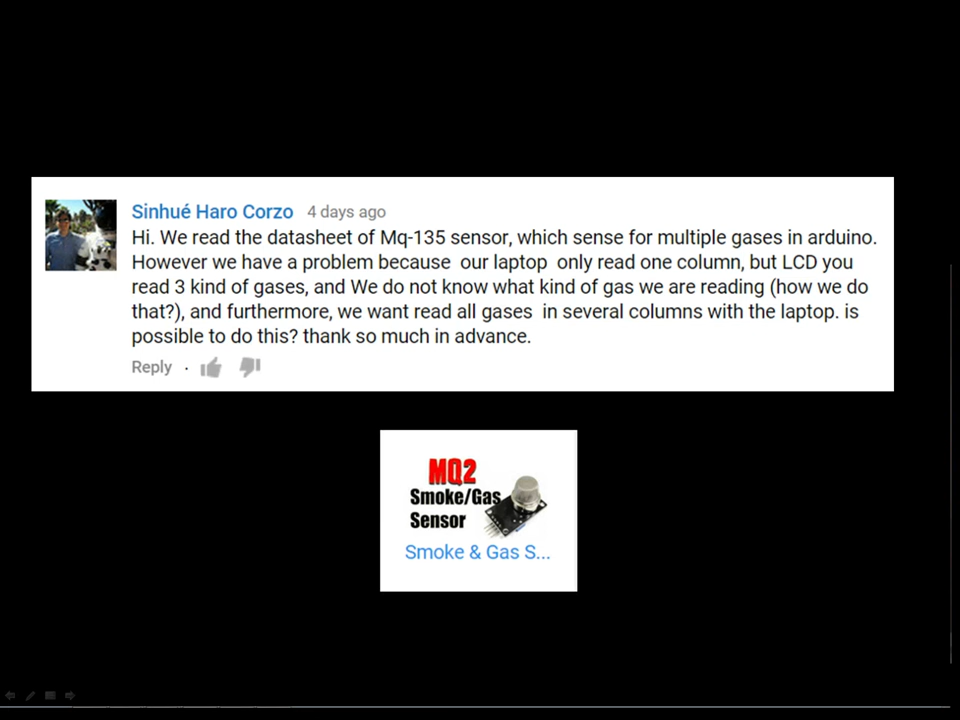 Sinhué Haro Corzo 4 days ago
Hi. We read the datasheet of Mq-135 sensor, which sense for multiple gases in arduino.
However we have a problem because our laptop only read one column, but LCD you
read 3 kind of gases, and We do not know what kind of gas we are reading (how we do
that?), and furthermore, we want read all gases in several columns with the laptop. is
possible to do this? thank so much in advance.
Reply ·
MQ2
Smoke/Gas
Sensor
Smoke & Gas S...